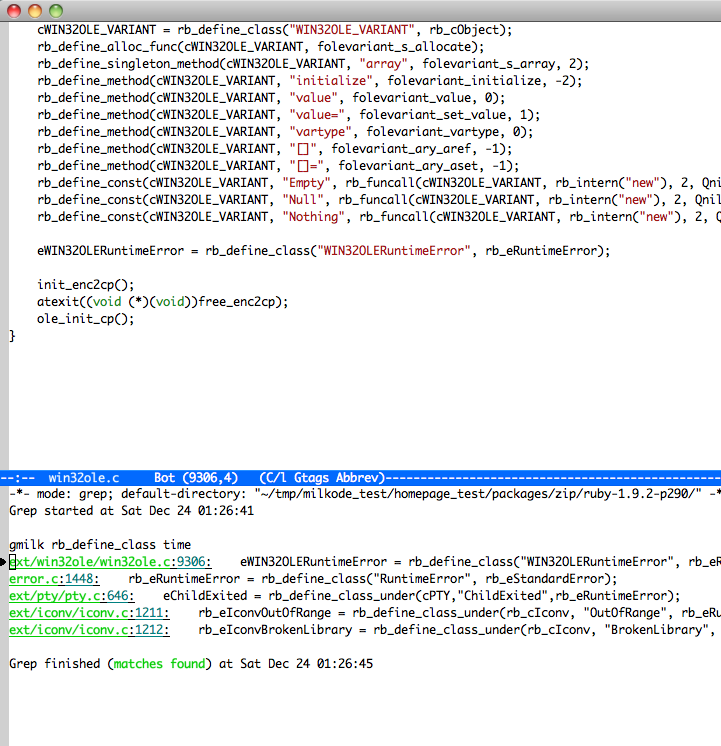 cWIN32OLE_VARIANT = rb_define_class("WIN32OLE_VARIANT", rb_cObject);
    rb_define_alloc_func(cWIN32OLE_VARIANT, folevariant_s_allocate);
    rb_define_singleton_method(cWIN32OLE_VARIANT, "array", folevariant_s_array, 2);
    rb_define_method(cWIN32OLE_VARIANT, "initialize", folevariant_initialize, -2);
    rb_define_method(cWIN32OLE_VARIANT, "value", folevariant_value, 0);
    rb_define_method(cWIN32OLE_VARIANT, "value=", folevariant_set_value, 1);
    rb_define_method(cWIN32OLE_VARIANT, "vartype", folevariant_vartype, 0);
    rb_define_method(cWIN32OLE_VARIANT, "[]", folevariant_ary_aref, -1);
    rb_define_method(cWIN32OLE_VARIANT, "[]=", folevariant_ary_aset, -1);
    rb_define_const(cWIN32OLE_VARIANT, "Empty", rb_funcall(cWIN32OLE_VARIANT, rb_intern("new"), 2, Qnil
    rb_define_const(cWIN32OLE_VARIANT, "Null", rb_funcall(cWIN32OLE_VARIANT, rb_intern("new"), 2, Qnil
    rb_define_const(cWIN32OLE_VARIANT, "Nothing", rb_funcall(cWIN32OLE_VARIANT, rb_intern("new"), 2, Q
    eWIN32OLERuntimeError = rb_define_class("WIN32OLERuntimeError", rb_eRuntimeError);
    init_enc2cp();
    atexit((void (*)(void))free_enc2cp);
    ole_init_cp();
}
--:--  win32ole.c     Bot (9306,4)   (C/l Gtags Abbrev)--------------------------------------------
-*- mode: grep; default-directory: "~/tmp/milkode_test/homepage_test/packages/zip/ruby-1.9.2-p290/" -*
Grep started at Sat Dec 24 01:26:41
gmilk rb_define_class time
ext/win32ole/win32ole.c:9306:    eWIN32OLERuntimeError = rb_define_class("WIN32OLERuntimeError", rb_eR
error.c:1448:    rb_eRuntimeError = rb_define_class("RuntimeError", rb_eStandardError);
ext/pty/pty.c:646:    eChildExited = rb_define_class_under(cPTY,"ChildExited",rb_eRuntimeError);
ext/iconv/iconv.c:1211:    rb_eIconvOutOfRange = rb_define_class_under(rb_cIconv, "OutOfRange", rb_eRu
ext/iconv/iconv.c:1212:    rb_eIconvBrokenLibrary = rb_define_class_under(rb_cIconv, "BrokenLibrary",
Grep finished (matches found) at Sat Dec 24 01:26:45